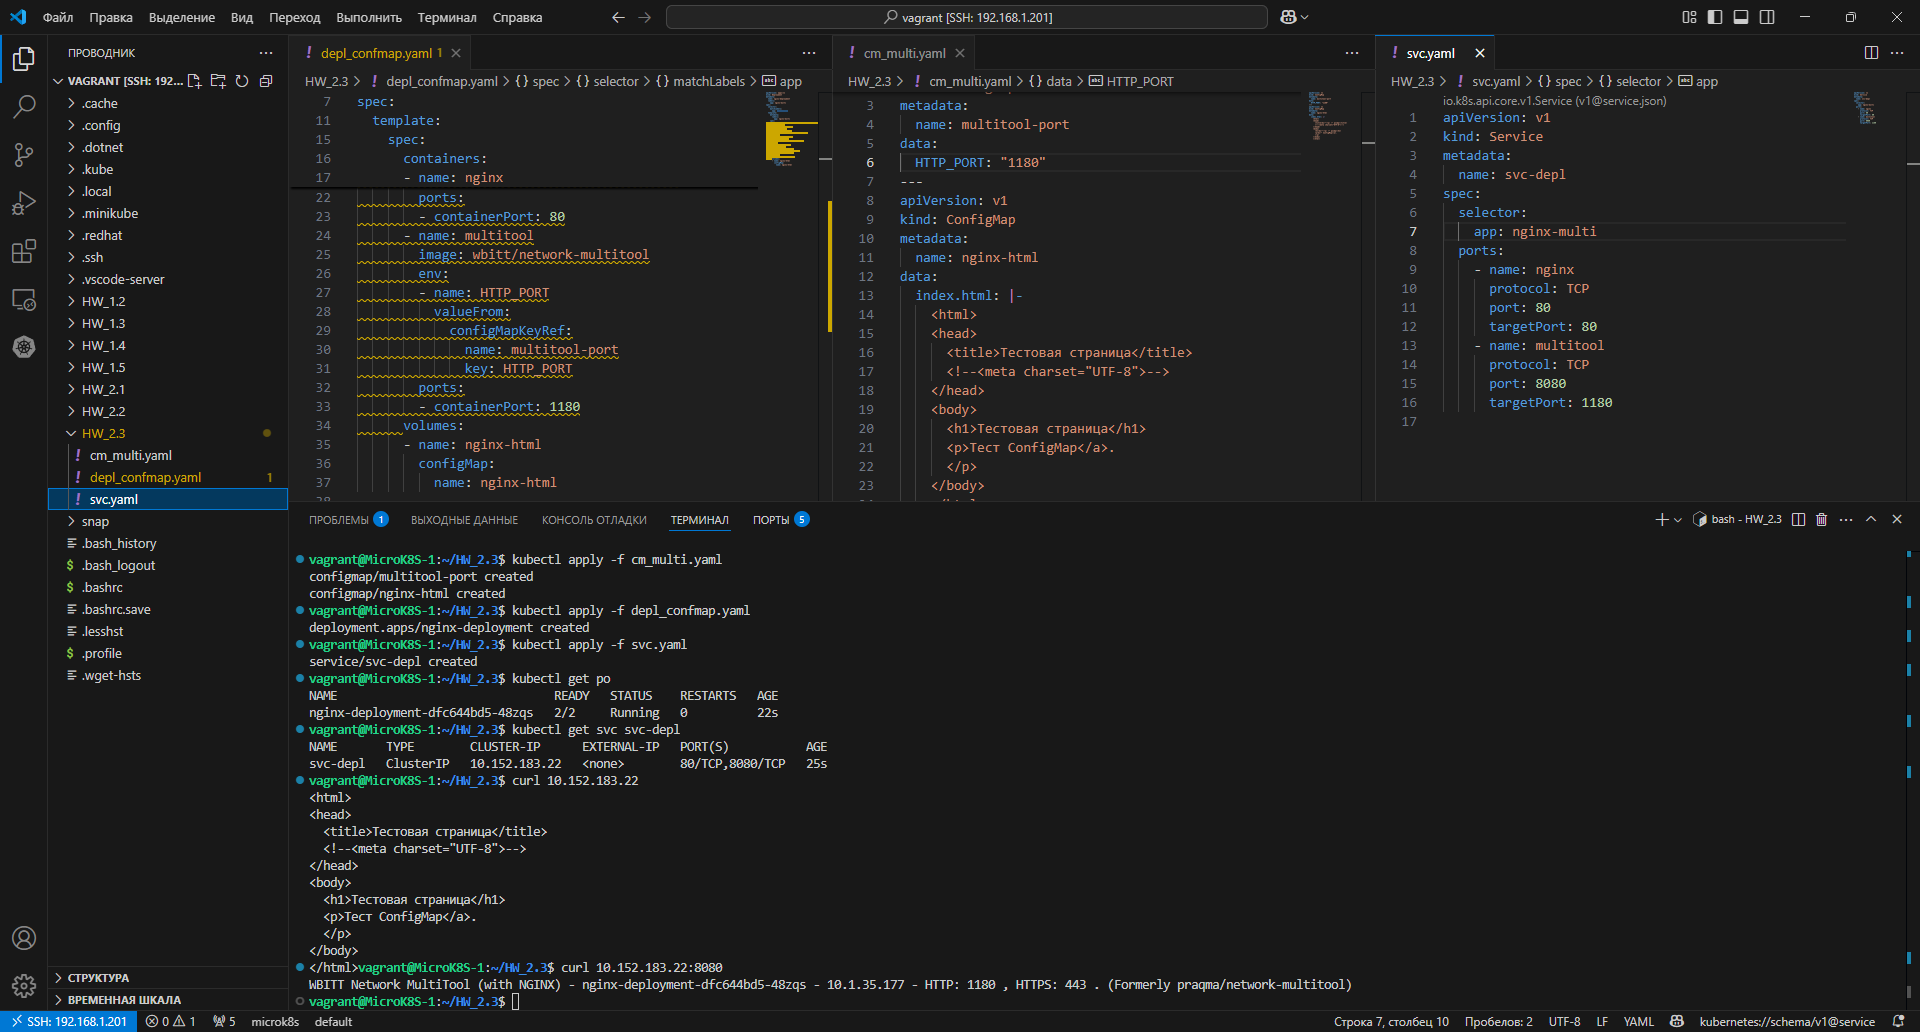 Файл Правка Выделение Вид Переход Выполнить Терминал Справка
vagrant [SSH: 192.168.1.201]
ПРОВОДНИК
VAGRANT [SSH: 192...
.cache
.config
.dotnet
.kube
.local
.minikube
.redhat
.ssh
.vscode-server
HW_1.2
HW_1.3
HW_1.4
HW_1.5
HW_2.1
HW_2.2
HW_2.3
! cm_multi.yaml
! depl_confmap.yaml 1
! svc.yaml
snap
.bash_history
$ .bash_logout
$ .bashrc
.bashrc.save
.lesshst
$ .profile
.wget-hsts
СТРУКТУРА
ВРЕМЕННАЯ ШКАЛА
! depl_confmap.yaml 1
HW_2.3 > ! depl_confmap.yaml > {} spec > {} selector > {} matchLabels > abc app
7 spec:
11 template:
15 spec:
16 containers:
17 - name: nginx
22 ports:
23 - containerPort: 80
24 - name: multitool
25 image: wbitt/network-multitool
26 env:
27 - name: HTTP_PORT
28 valueFrom:
29 configMapKeyRef:
30 name: multitool-port
31 key: HTTP_PORT
32 ports:
33 - containerPort: 1180
34 volumes:
35 - name: nginx-html
36 configMap:
37 name: nginx-html
! cm_multi.yaml
HW_2.3 > ! cm_multi.yaml > {} data > abc HTTP_PORT
3 metadata:
4 name: multitool-port
5 data:
6 HTTP_PORT: "1180"
7 ---
8 apiVersion: v1
9 kind: ConfigMap
10 metadata:
11 name: nginx-html
12 data:
13 index.html: |-
14 <html>
15 <head>
16 <title>Тестовая страница</title>
17 <!--<meta charset="UTF-8">-->
18 </head>
19 <body>
20 <h1>Тестовая страница</h1>
21 <p>Тест ConfigMap</a>.
22 </p>
23 </body>
! svc.yaml
HW_2.3 > ! svc.yaml > {} spec > {} selector > abc app
io.k8s.api.core.v1.Service (v1@service.json)
1 apiVersion: v1
2 kind: Service
3 metadata:
4 name: svc-depl
5 spec:
6 selector:
7 app: nginx-multi
8 ports:
9 - name: nginx
10 protocol: TCP
11 port: 80
12 targetPort: 80
13 - name: multitool
14 protocol: TCP
15 port: 8080
16 targetPort: 1180
17
ПРОБЛЕМЫ 1 ВЫХОДНЫЕ ДАННЫЕ КОНСОЛЬ ОТЛАДКИ ТЕРМИНАЛ ПОРТЫ 5
bash - HW_2.3
vagrant@MicroK8S-1:~/HW_2.3$ kubectl apply -f cm_multi.yaml
configmap/multitool-port created
configmap/nginx-html created
vagrant@MicroK8S-1:~/HW_2.3$ kubectl apply -f depl_confmap.yaml
deployment.apps/nginx-deployment created
vagrant@MicroK8S-1:~/HW_2.3$ kubectl apply -f svc.yaml
service/svc-depl created
vagrant@MicroK8S-1:~/HW_2.3$ kubectl get po
NAME READY STATUS RESTARTS AGE
nginx-deployment-dfc644bd5-48zqs 2/2 Running 0 22s
vagrant@MicroK8S-1:~/HW_2.3$ kubectl get svc svc-depl
NAME TYPE CLUSTER-IP EXTERNAL-IP PORT(S) AGE
svc-depl ClusterIP 10.152.183.22 <none> 80/TCP,8080/TCP 25s
vagrant@MicroK8S-1:~/HW_2.3$ curl 10.152.183.22
<html>
<head>
<title>Тестовая страница</title>
<!--<meta charset="UTF-8">-->
</head>
<body>
<h1>Тестовая страница</h1>
<p>Тест ConfigMap</a>.
</p>
</body>
</html>vagrant@MicroK8S-1:~/HW_2.3$ curl 10.152.183.22:8080
WBITT Network MultiTool (with NGINX) - nginx-deployment-dfc644bd5-48zqs - 10.1.35.177 - HTTP: 1180 , HTTPS: 443 . (Formerly praqma/network-multitool)
vagrant@MicroK8S-1:~/HW_2.3$
SSH: 192.168.1.201 0 1 5 microk8s default
Строка 7, столбец 10 Пробелов: 2 UTF-8 LF YAML kubernetes://schema/v1@service